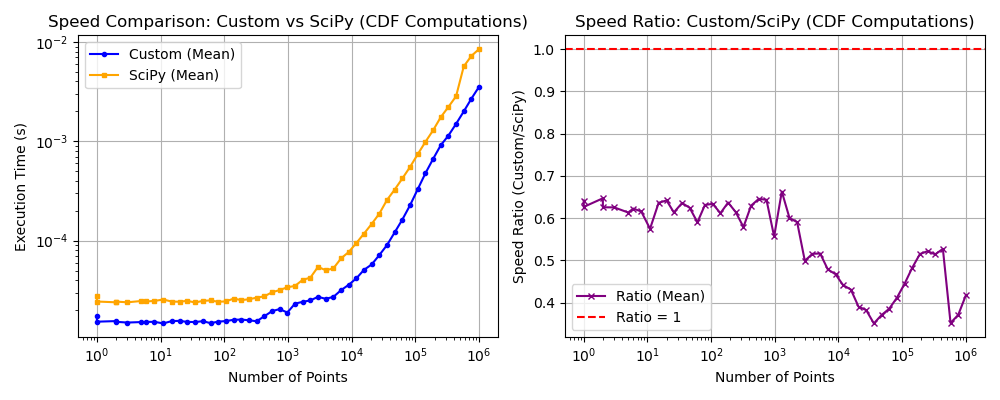 Speed Comparison: Custom vs SciPy (CDF Computations)
Execution Time (s)
10⁻²
10⁻³
10⁻⁴
Custom (Mean)
SciPy (Mean)
10⁰ 10¹ 10² 10³ 10⁴ 10⁵ 10⁶
Number of Points
Speed Ratio: Custom/SciPy (CDF Computations)
Speed Ratio (Custom/SciPy)
1.0
0.9
0.8
0.7
0.6
0.5
0.4
Ratio (Mean)
Ratio = 1
10⁰ 10¹ 10² 10³ 10⁴ 10⁵ 10⁶
Number of Points